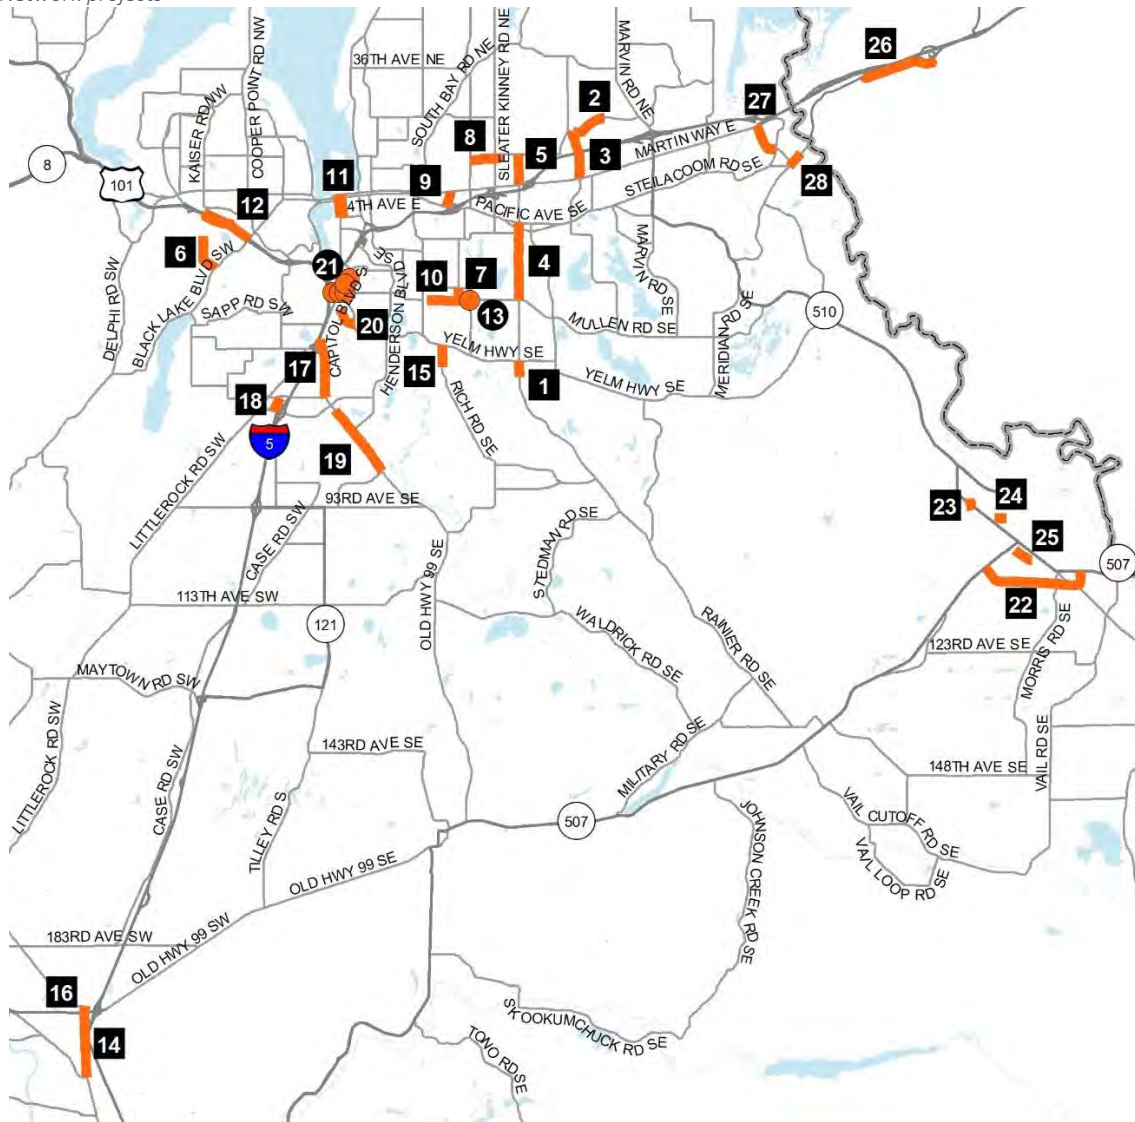 Network projects
26
KAISER RD NW
COOPER POINT RD NW
36TH AVE NE
SOUTH BAY RD NE
SLEATER KINNEY RD NE
MARVIN RD NE
2
27
8
8
5
3
MARTIN WAY E
101
11
9
STEILACOOM RD SE
28
12
4TH AVE E
PACIFIC AVE SE
6
21
SE
4
MARVIN RD SE
DELPHI RD SW
BLACK LAKE BLVD SW
SAPP RD SW
10
7
13
510
CAPITOL BLVD S
20
HENDERSON BLVD
MULLEN RD SE
MERIDIAN RD SE
17
YELM HWY SE
15
1
YELM HWY SE
18
RICH RD SE
5
LITTLEROCK RD SW
19
93RD AVE SE
23
24
CASE RD SW
STEDMAN RD SE
25
507
OLD HWY 99 SE
113TH AVE SW
22
121
WALDRICK RD SE
RAINIER RD SE
123RD AVE SE
MORRIS RD SE
MAYTOWN RD SW
LITTLEROCK RD SW
CASE RD SW
143RD AVE SE
MILITARY RD SE
148TH AVE SE
VAIL RD SE
TILLEY RD S
507
VAIL CUTOFF RD SE
VAIL LOOP RD SE
JOHNSON CREEK RD SE
OLD HWY 99 SE
183RD AVE SW
OLD HWY 99 SW
16
14
SKOOKUMCHUCK RD SE
TONO RD SE